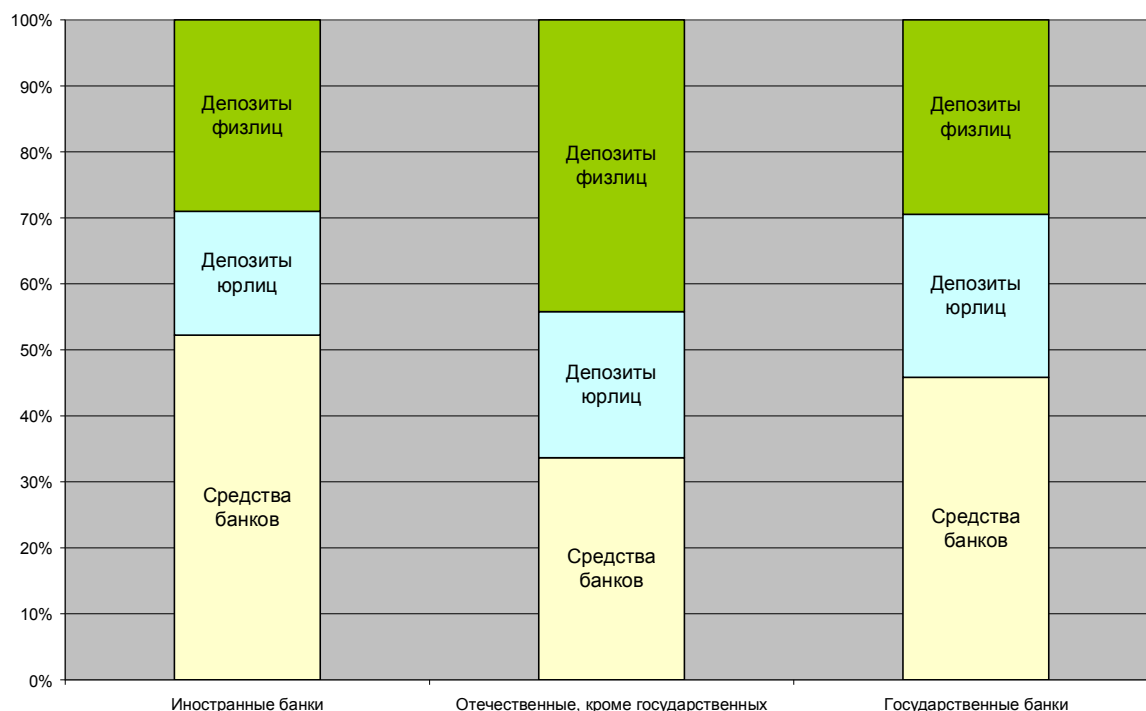 100%
90%
80%
70%
60%
50%
40%
30%
20%
10%
0%
Депозиты
физлиц
Депозиты
юрлиц
Средства
банков
Депозиты
физлиц
Депозиты
юрлиц
Средства
банков
Депозиты
физлиц
Депозиты
юрлиц
Средства
банков
Иностранные банки
Отечественные, кроме государственных
Государственные банки